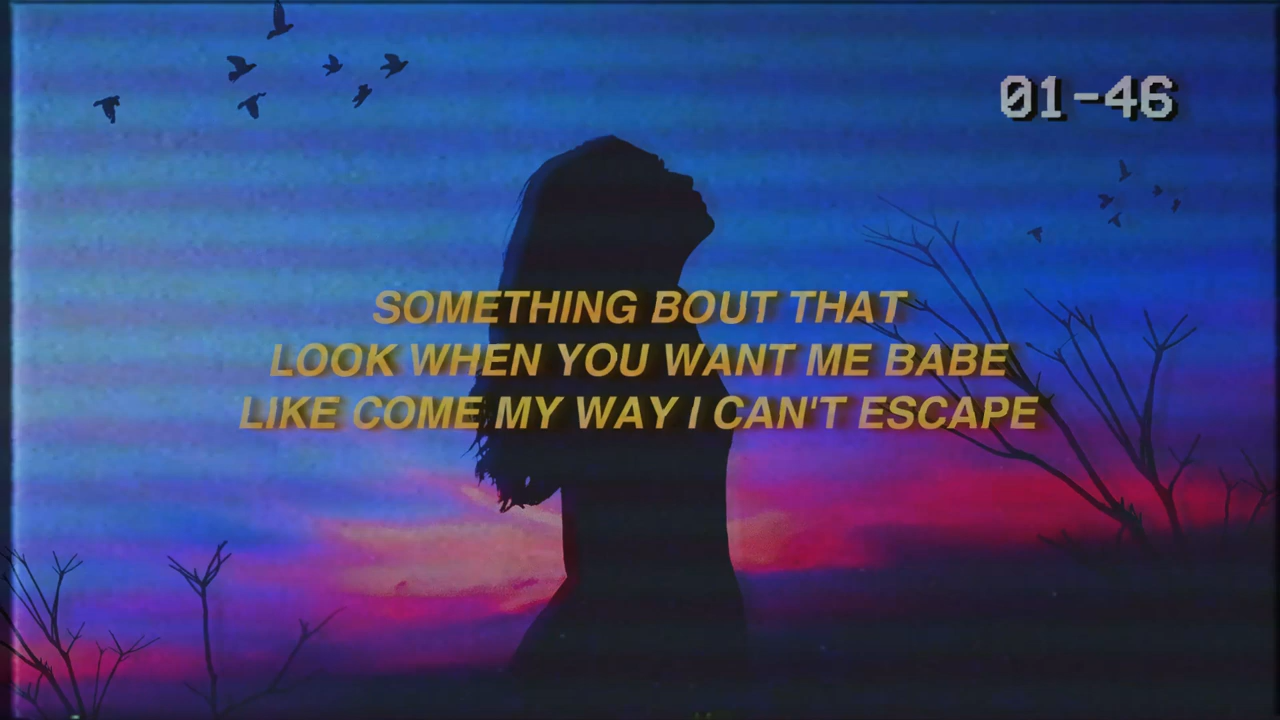 01-46
SOMETHING BOUT THAT
LOOK WHEN YOU WANT ME BABE
LIKE COME MY WAY I CAN'T ESCAPE